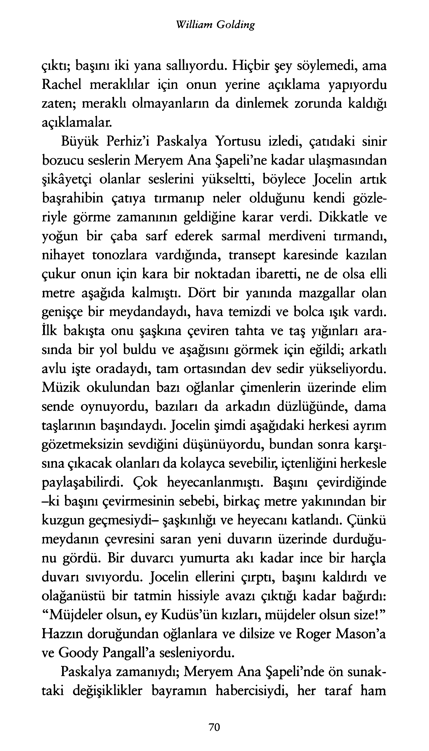 William Golding
çıktı; başını iki yana sallıyordu. Hiçbir şey söylemedi, ama
Rachel meraklılar için onun yerine açıklama yapıyordu
zaten; meraklı olmayanların da dinlemek zorunda kaldığı
açıklamalar.
Büyük Perhiz’i Paskalya Yortusu izledi, çatıdaki sinir
bozucu seslerin Meryem Ana Şapeli’ne kadar ulaşmasından
şikâyetçi olanlar seslerini yükseltti, böylece Jocelin artık
başrahibin çatıya tırmanıp neler olduğunu kendi gözle-
riyle görme zamanının geldiğine karar verdi. Dikkatle ve
yoğun bir çaba sarf ederek sarmal merdiveni tırmandı,
nihayet tonozlara vardığında, transept karesinde kazılan
çukur onun için kara bir noktadan ibaretti, ne de olsa elli
metre aşağıda kalmıştı. Dört bir yanında mazgallar olan
genişçe bir meydandaydı, hava temizdi ve bolca ışık vardı.
İlk bakışta onu şaşkına çeviren tahta ve taş yığınları ara-
sında bir yol buldu ve aşağısını görmek için eğildi; arkatlı
avlu işte oradaydı, tam ortasından dev sedir yükseliyordu.
Müzik okulundan bazı oğlanlar çimenlerin üzerinde elim
sende oynuyordu, bazıları da arkadın düzlüğünde, dama
taşlarının başındaydı. Jocelin şimdi aşağıdaki herkesi ayrım
gözetmeksizin sevdiğini düşünüyordu, bundan sonra karşı-
sına çıkacak olanları da kolayca sevebilir, içtenliğini herkesle
paylaşabilirdi. Çok heyecanlanmıştı. Başını çevirdiğinde
–ki başını çevirmesinin sebebi, birkaç metre yakınından bir
kuzgun geçmesiydi– şaşkınlığı ve heyecanı katlandı. Çünkü
meydanın çevresini saran yeni duvarın üzerinde durduğu-
nu gördü. Bir duvarcı yumurta akı kadar ince bir harçla
duvarı sıvıyordu. Jocelin ellerini çırptı, başını kaldırdı ve
olağanüstü bir tatmin hissiyle avazı çıktığı kadar bağırdı:
“Müjdeler olsun, ey Kudüs’ün kızları, müjdeler olsun size!”
Hazzın doruğundan oğlanlara ve dilsize ve Roger Mason’a
ve Goody Pangall’a sesleniyordu.
Paskalya zamanıydı; Meryem Ana Şapeli’nde ön sunak-
taki değişiklikler bayramın habercisiydi, her taraf ham
70